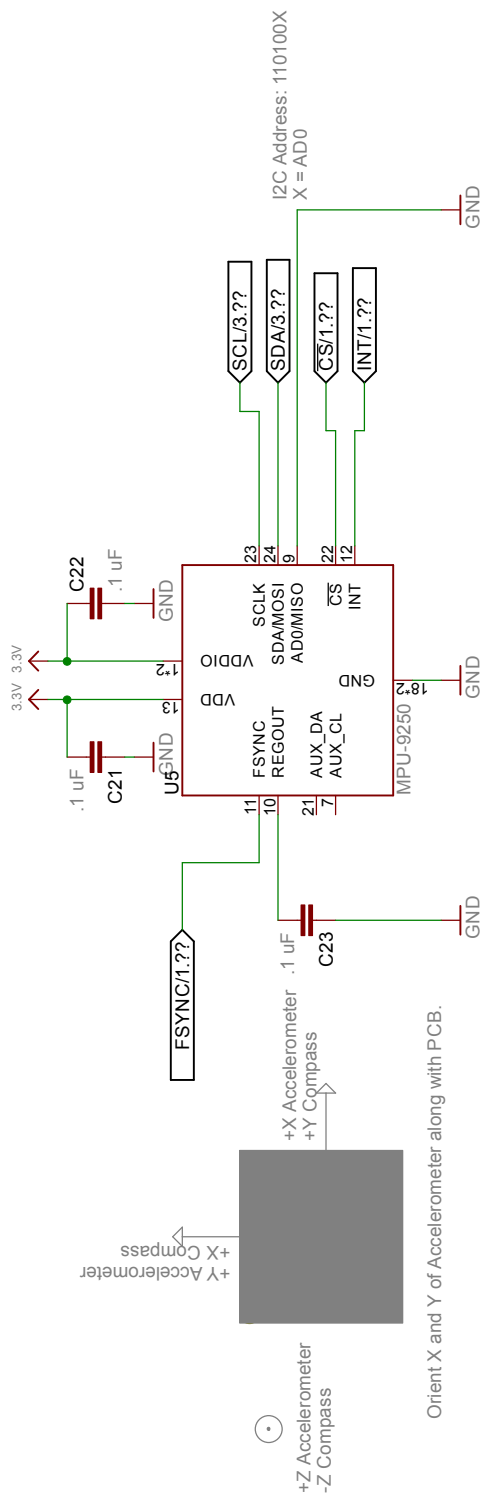 +Z Accelerometer
-Z Compass
+Y Accelerometer
+X Compass
+X Accelerometer
+Y Compass
Orient X and Y of Accelerometer along with PCB.
FSYNC/1.??
.1 uF
C23
GND
3.3V
3.3V
.1 uF
C21
GND
C22
.1 uF
GND
U5
13
VDD
1*2
VDDIO
11
FSYNC
10
REGOUT
21
AUX_DA
7
AUX_CL
SCLK
23
SDA/MOSI
24
AD0/MISO
9
CS
22
INT
12
GND
18*2
MPU-9250
GND
SCL/3.??
SDA/3.??
CS/1.??
INT/1.??
I2C Address: 110100X
X = AD0
GND